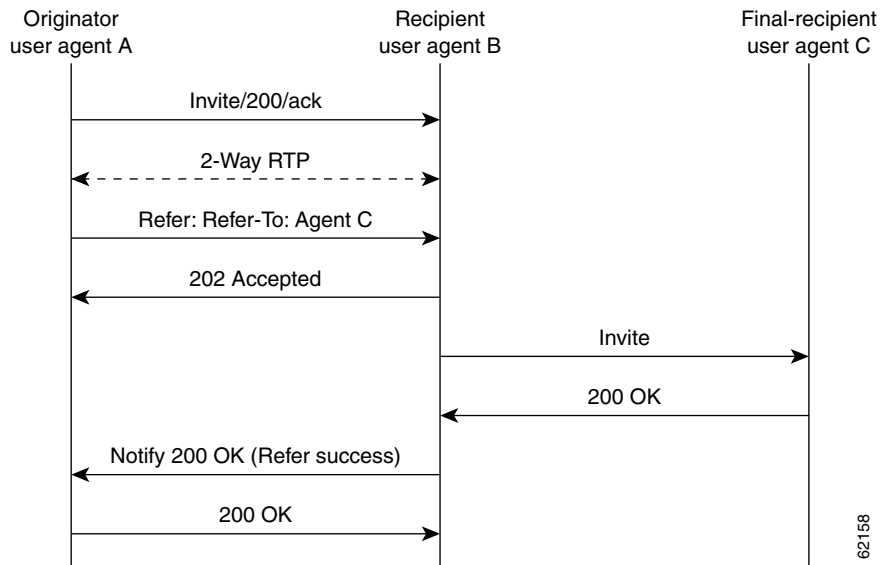 Originator
user agent A
Recipient
user agent B
Final-recipient
user agent C
Invite/200/ack
2-Way RTP
Refer: Refer-To: Agent C
202 Accepted
Invite
200 OK
Notify 200 OK (Refer success)
200 OK
62158